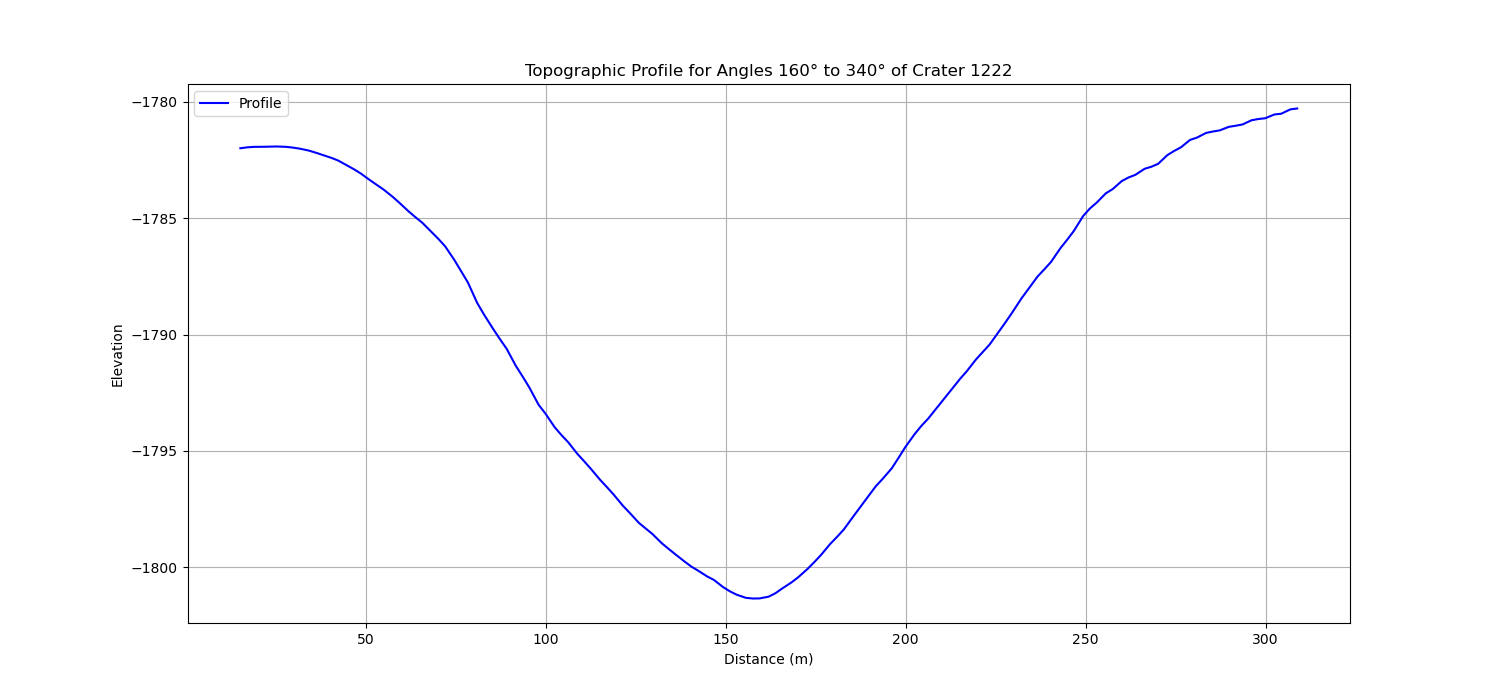 Topographic Profile for Angles 160° to 340° of Crater 1222
Profile
−1780
−1785
−1790
−1795
−1800
Elevation
50
100
150
200
250
300
Distance (m)